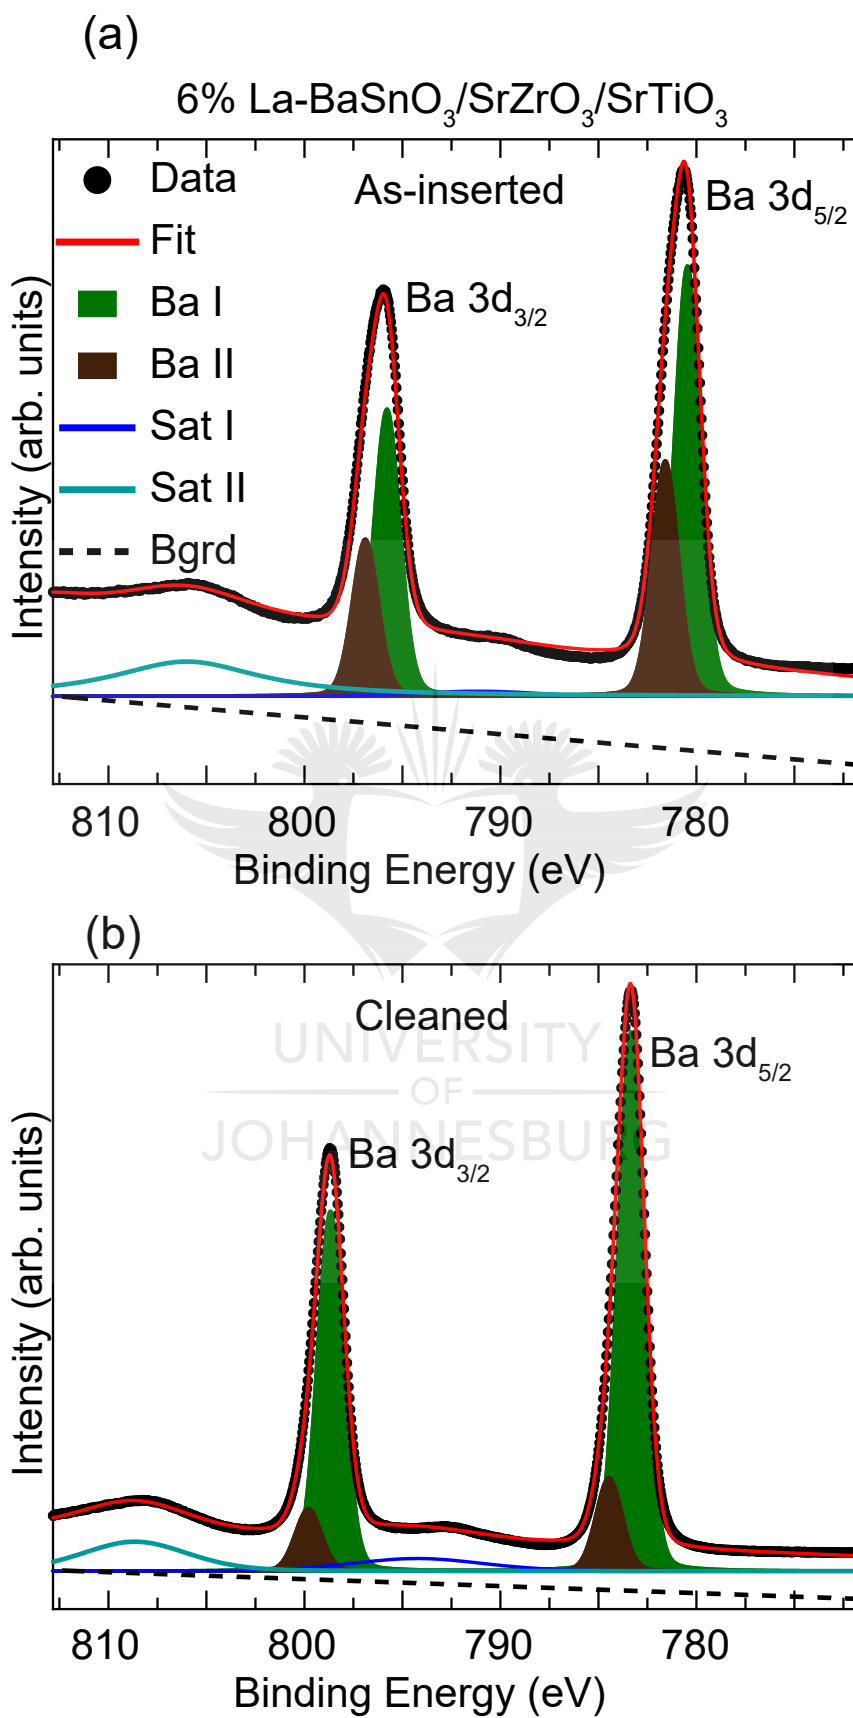 (a)
6% La-BaSnO₃/SrZrO₃/SrTiO₃
Data
Fit
Ba I
Ba II
Sat I
Sat II
Bgrd
As-inserted
Ba 3d₃/₂
Ba 3d₅/₂
Intensity (arb. units)
810 800 790 780
Binding Energy (eV)
(b)
Cleaned
UNIVERSITY
OF
JOHANNESBURG
Ba 3d₃/₂
Ba 3d₅/₂
Intensity (arb. units)
810 800 790 780
Binding Energy (eV)